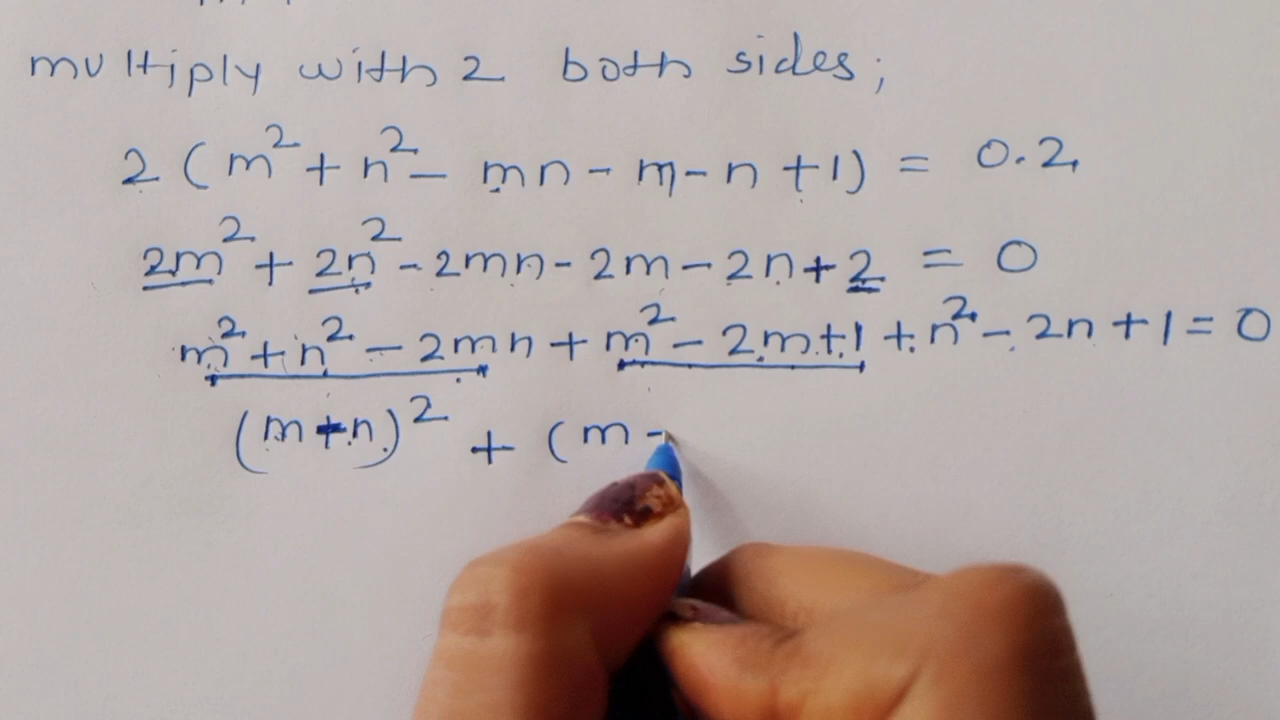 multiply with 2 both sides;
2 (m² + n² - mn - m - n + 1) = 0.2
2m² + 2n² - 2mn - 2m - 2n + 2 = 0
m² + n² - 2mn + m² - 2m + 1 + n² - 2n + 1 = 0
(m - n)² + (m -